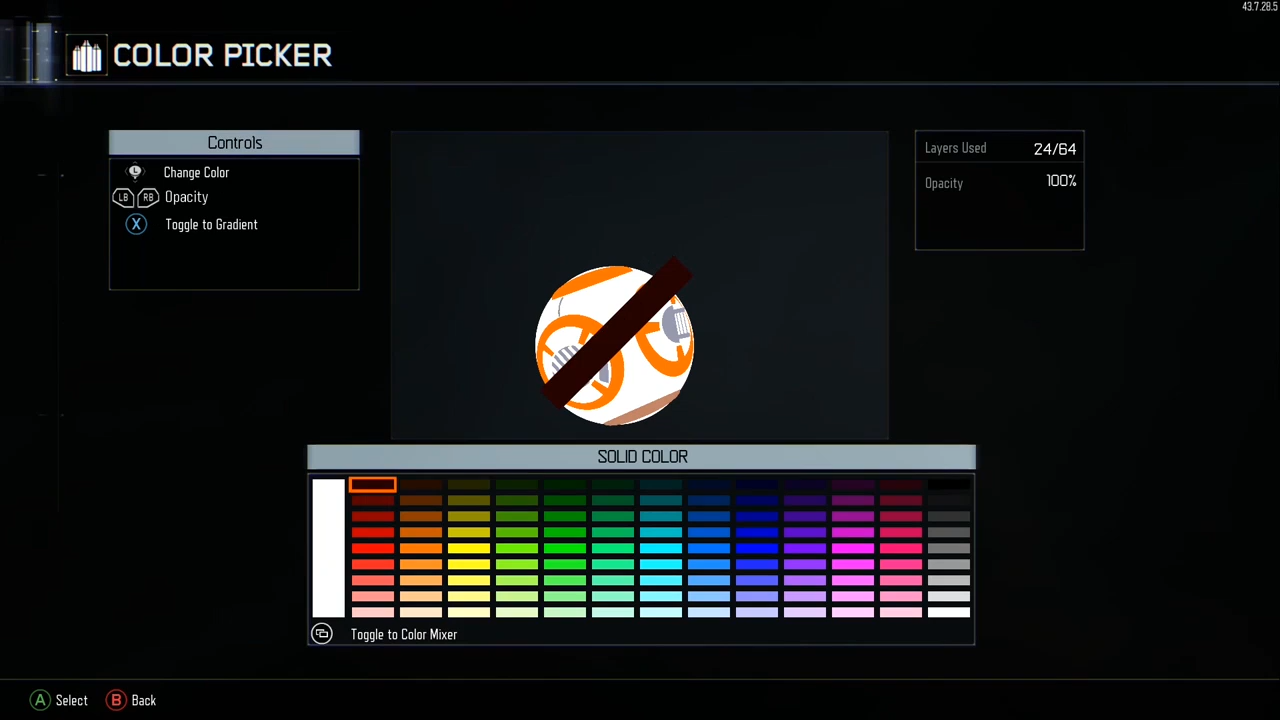 43.7.28.5
COLOR PICKER
Controls
L Change Color
LB RB Opacity
X Toggle to Gradient
Layers Used 24/64
Opacity 100%
SOLID COLOR
Toggle to Color Mixer
A Select B Back